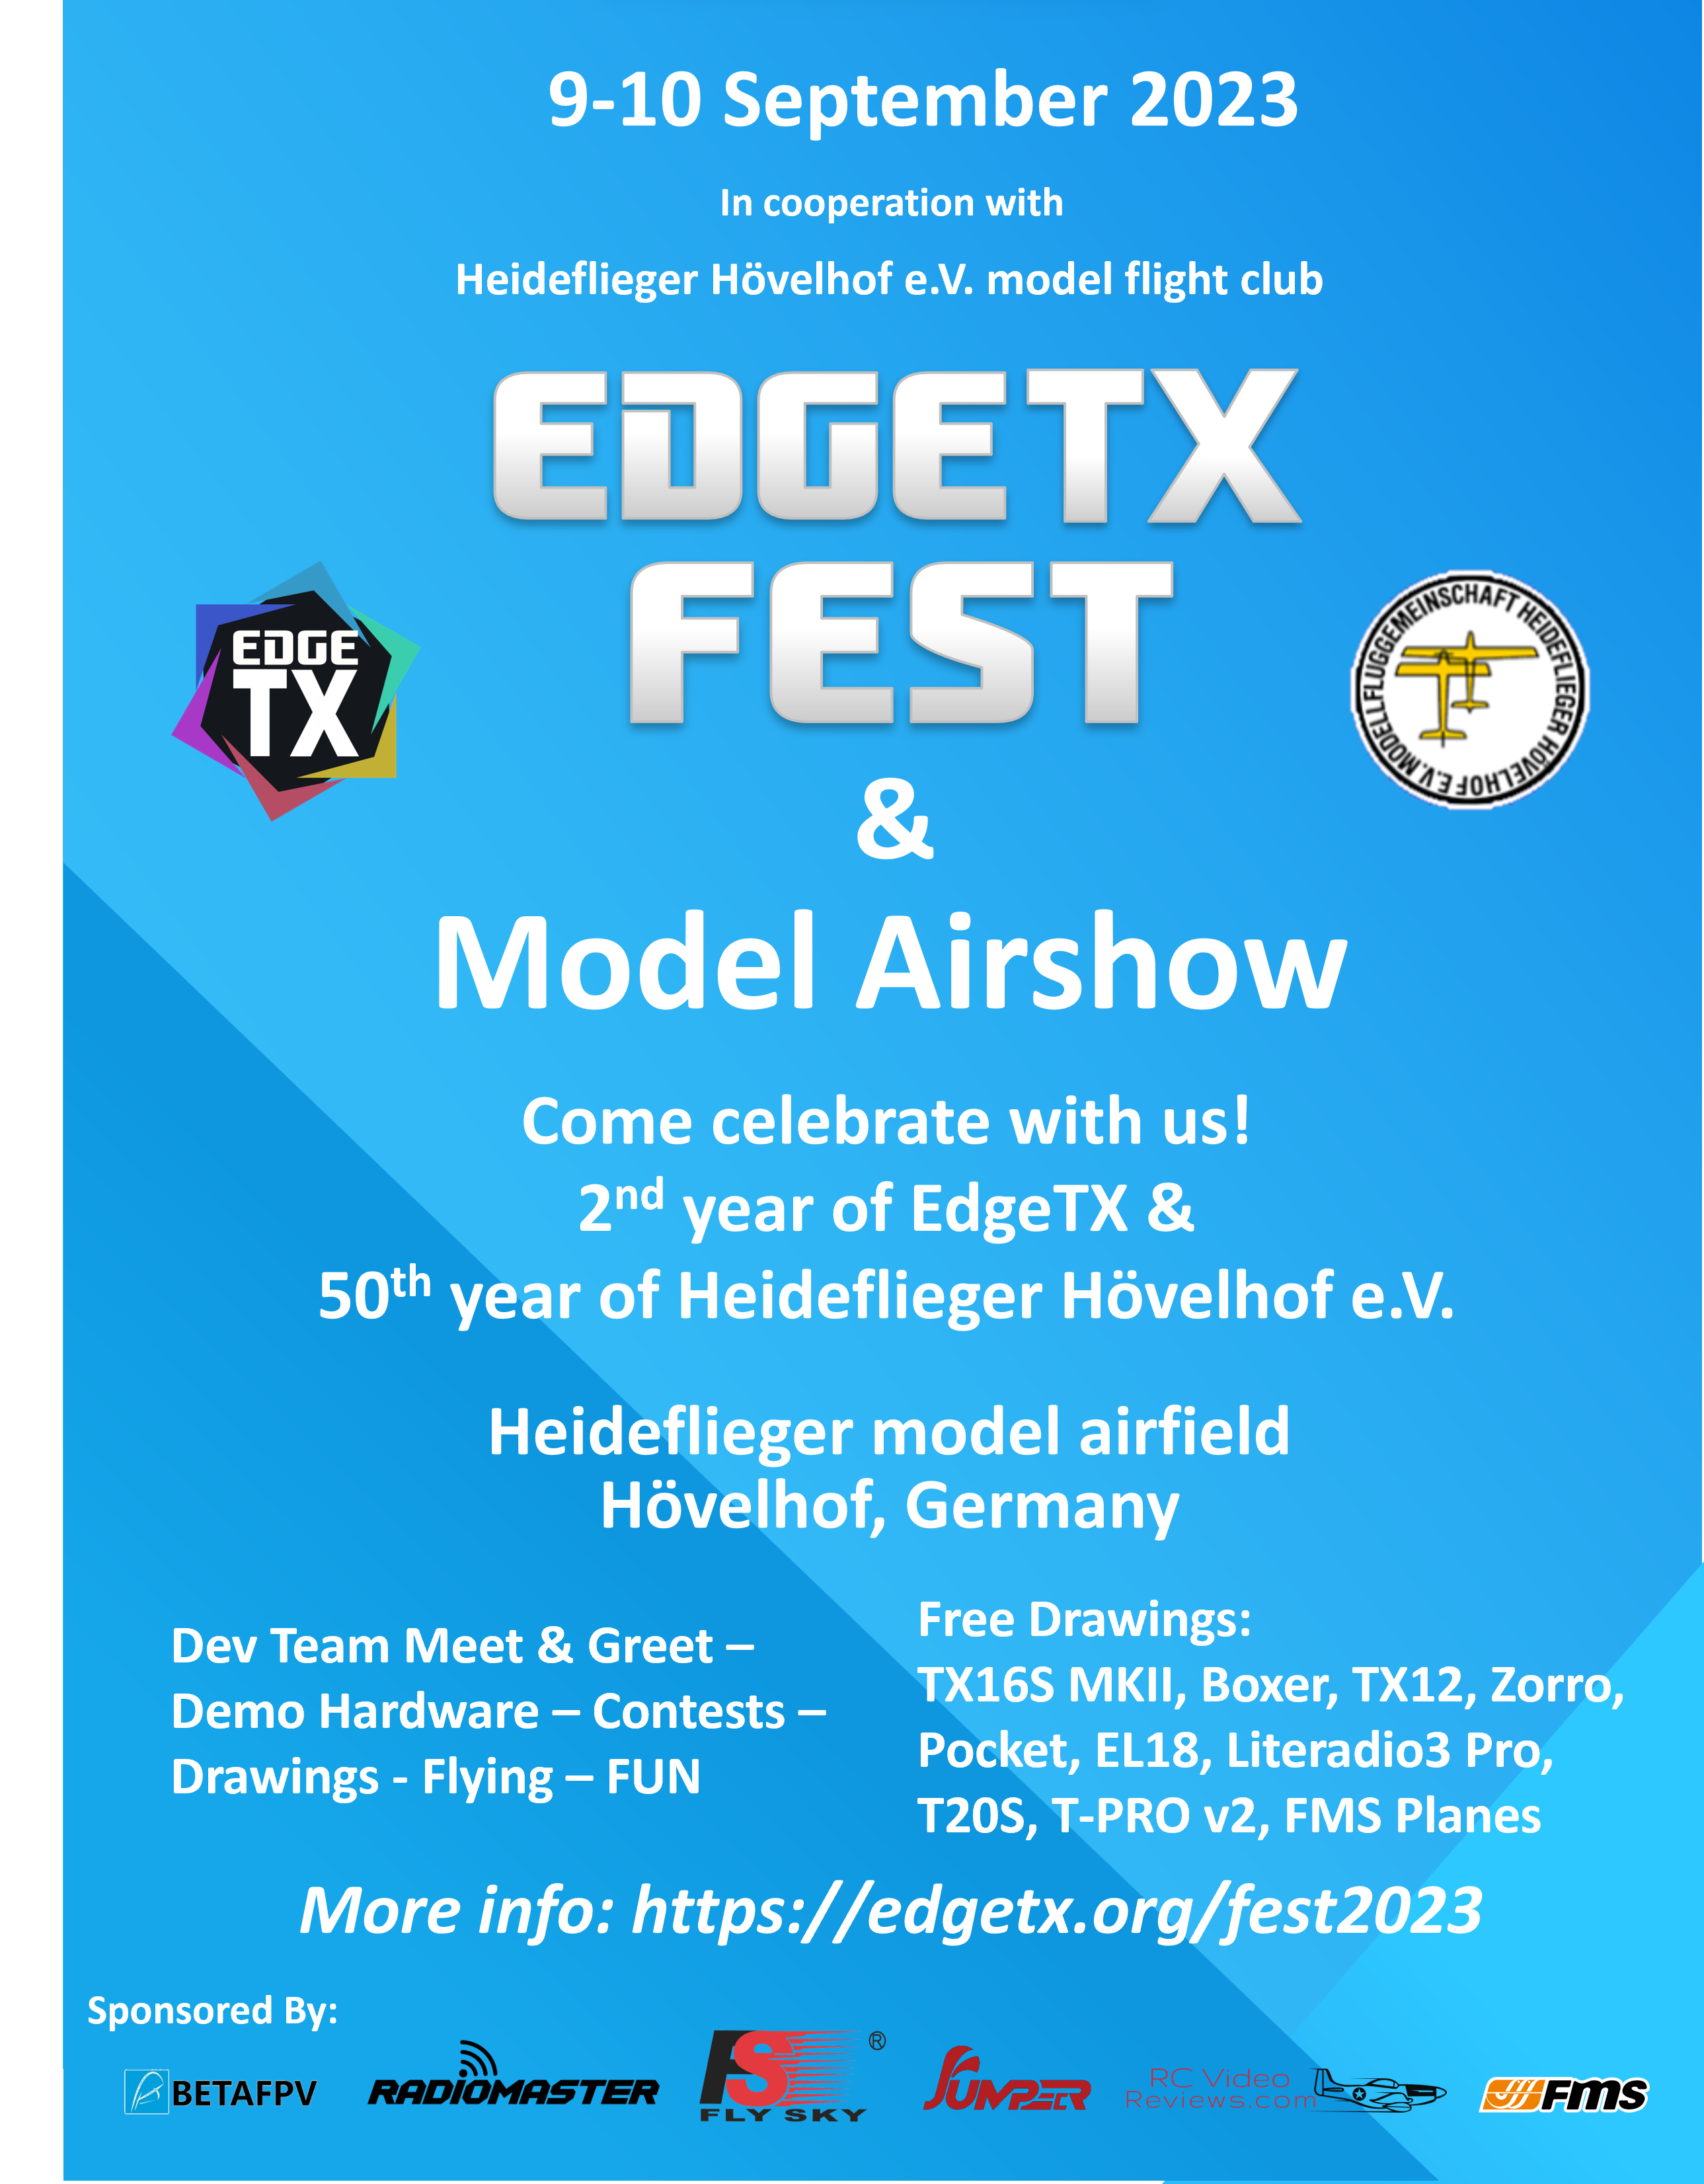 9-10 September 2023
In cooperation with
Heideflieger Hövelhof e.V. model flight club
EDGETX
FEST
EDGE
TX
MODELLFLUGGEMEINSCHAFT HEIDEFLIEGER HÖVELHOF E.V.
&
Model Airshow
Come celebrate with us!
2nd year of EdgeTX &
50th year of Heideflieger Hövelhof e.V.
Heideflieger model airfield
Hövelhof, Germany
Dev Team Meet & Greet –
Demo Hardware – Contests –
Drawings - Flying – FUN
Free Drawings:
TX16S MKII, Boxer, TX12, Zorro,
Pocket, EL18, Literadio3 Pro,
T20S, T-PRO v2, FMS Planes
More info: https://edgetx.org/fest2023
Sponsored By:
BETAFPV
RADIOMASTER
FS®
FLY SKY
JUMPER
RC Video
Reviews.com
FMS